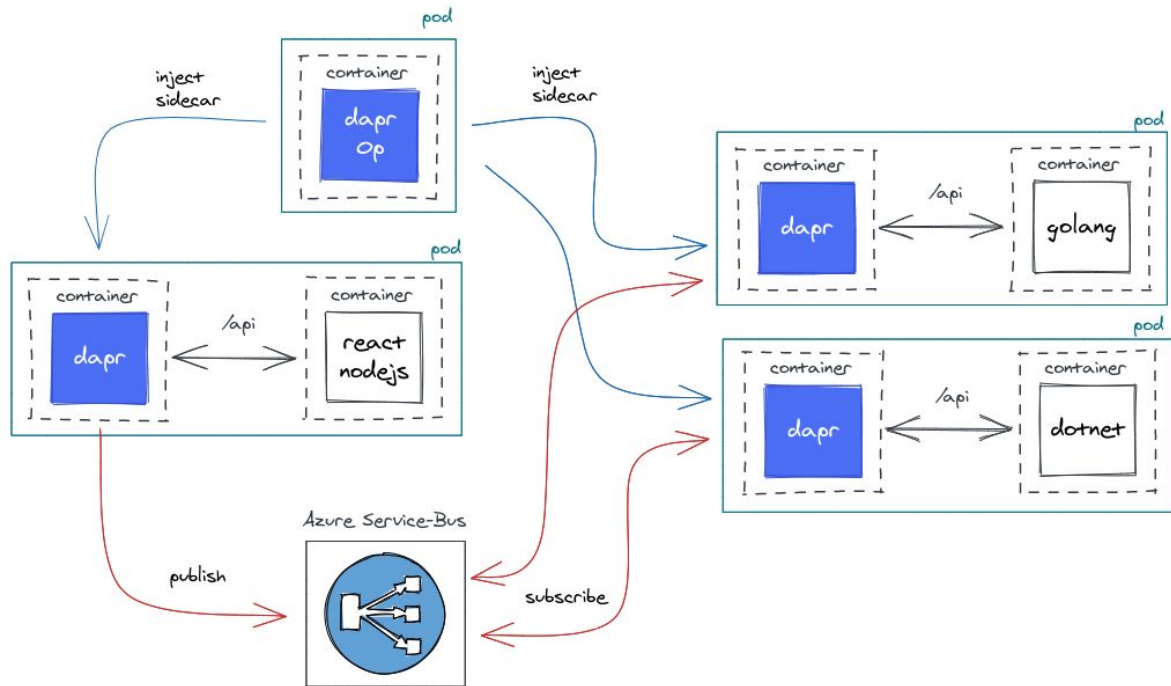 pod
container
dapr
Op
inject
sidecar
inject
sidecar
pod
container
dapr
/api
container
react
nodejs
pod
container
dapr
/api
container
golang
pod
container
dapr
/api
container
dotnet
Azure Service-Bus
publish
subscribe